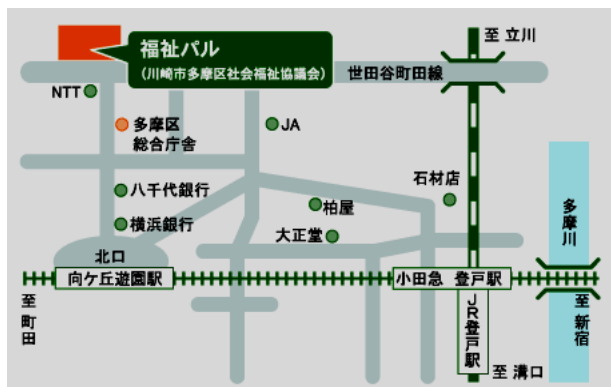 至 立川
福祉パル
(川崎市多摩区社会福祉協議会)
世田谷町田線
NTT
多摩区
総合庁舎
JA
石材店
八千代銀行
柏屋
多摩川
横浜銀行
大正堂
北口
向ケ丘遊園駅
小田急 登戸駅
至町田
JR登戸駅
至新宿
至 溝口